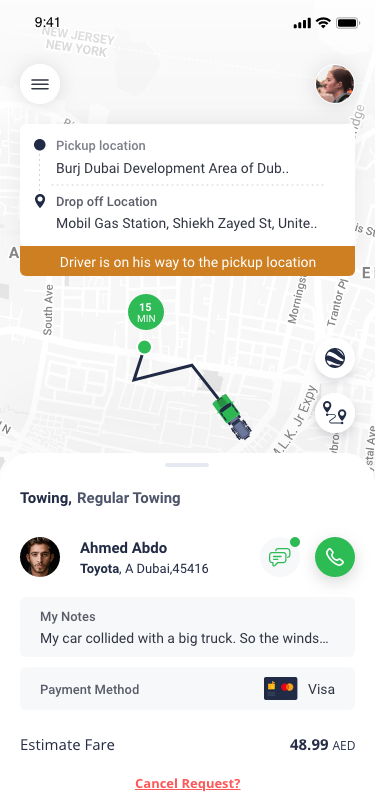 9:41
NEW JERSEY
NEW YORK
Pickup location
Burj Dubai Development Area of Dub..
Drop off Location
Mobil Gas Station, Shiekh Zayed St, Unite..
Driver is on his way to the pickup location
South Ave
Mornings
Trantor Pl
15
MIN
M.L.K. Jr Expy
Towing, Regular Towing
Ahmed Abdo
Toyota, A Dubai,45416
My Notes
My car collided with a big truck. So the winds...
Payment Method
Visa
Estimate Fare
48.99 AED
Cancel Request?